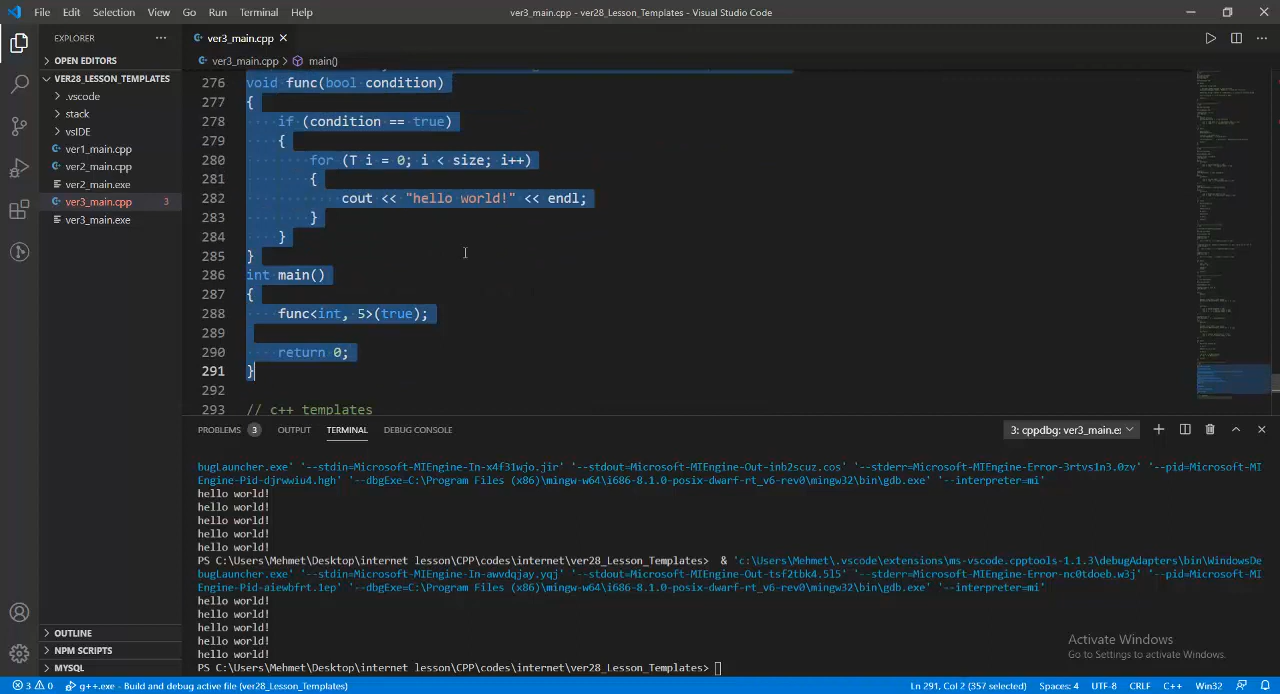 File Edit Selection View Go Run Terminal Help
ver3_main.cpp - ver28_Lesson_Templates - Visual Studio Code
EXPLORER
OPEN EDITORS
VER28_LESSON_TEMPLATES
.vscode
stack
vsIDE
ver1_main.cpp
ver2_main.cpp
ver2_main.exe
ver3_main.cpp 3
ver3_main.exe
OUTLINE
NPM SCRIPTS
MYSQL
ver3_main.cpp
ver3_main.cpp > main()
276 void func(bool condition)
277 {
278 if (condition == true)
279 {
280 for (T i = 0; i < size; i++)
281 {
282 cout << "hello world!" << endl;
283 }
284 }
285 }
286 int main()
287 {
288 func<int, 5>(true);
289
290 return 0;
291 }
292
293 // c++ templates
PROBLEMS 3 OUTPUT TERMINAL DEBUG CONSOLE
3: cppdbg: ver3_main.e
bugLauncher.exe' '--stdin=Microsoft-MIEngine-In-x4f31wjo.jir' '--stdout=Microsoft-MIEngine-Out-inb2scuz.cos' '--stderr=Microsoft-MIEngine-Error-3rtvs1n3.0zv' '--pid=Microsoft-MI
Engine-Pid-djrwwiu4.hgh' '--dbgExe=C:\Program Files (x86)\mingw-w64\i686-8.1.0-posix-dwarf-rt_v6-rev0\mingw32\bin\gdb.exe' '--interpreter=mi'
hello world!
hello world!
hello world!
hello world!
hello world!
PS C:\Users\Mehmet\Desktop\internet lesson\CPP\codes\internet\ver28_Lesson_Templates> & 'c:\Users\Mehmet\.vscode\extensions\ms-vscode.cpptools-1.1.3\debugAdapters\bin\WindowsDe
bugLauncher.exe' '--stdin=Microsoft-MIEngine-In-awvdqjay.yqj' '--stdout=Microsoft-MIEngine-Out-tsf2tbk4.5l5' '--stderr=Microsoft-MIEngine-Error-nc0tdoeb.w3j' '--pid=Microsoft-MI
Engine-Pid-aiewbfrt.1ep' '--dbgExe=C:\Program Files (x86)\mingw-w64\i686-8.1.0-posix-dwarf-rt_v6-rev0\mingw32\bin\gdb.exe' '--interpreter=mi'
hello world!
hello world!
hello world!
hello world!
hello world!
PS C:\Users\Mehmet\Desktop\internet lesson\CPP\codes\internet\ver28_Lesson_Templates>
Activate Windows
Go to Settings to activate Windows.
3 0 g++.exe - Build and debug active file (ver28_Lesson_Templates)
Ln 291, Col 2 (357 selected) Spaces: 4 UTF-8 CRLF C++ Win32